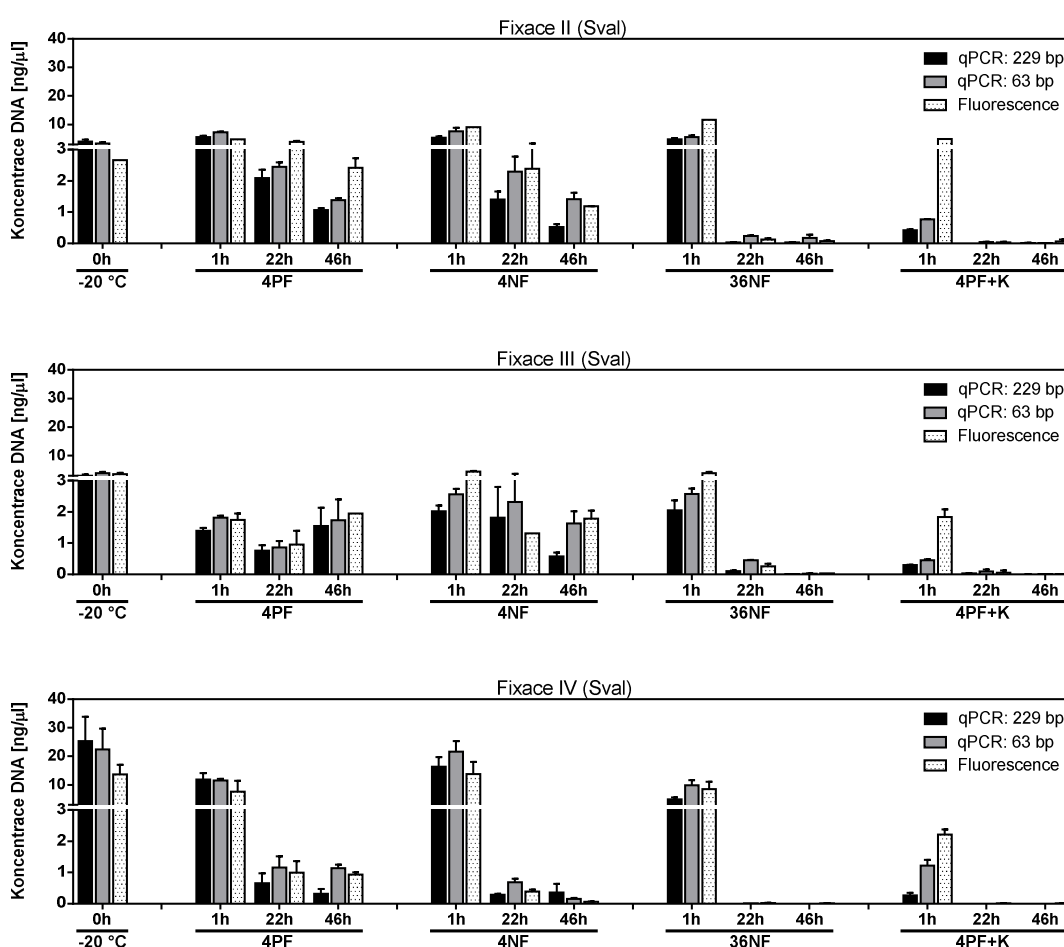 Fixace II (Sval)
Koncentrace DNA [ng/µl]
40
30
20
10
3
2
1
0
qPCR: 229 bp
qPCR: 63 bp
Fluorescence
0h 1h 22h 46h 1h 22h 46h 1h 22h 46h 1h 22h 46h
-20 °C 4PF 4NF 36NF 4PF+K
Fixace III (Sval)
Koncentrace DNA [ng/µl]
40
30
20
10
3
2
1
0
qPCR: 229 bp
qPCR: 63 bp
Fluorescence
0h 1h 22h 46h 1h 22h 46h 1h 22h 46h 1h 22h 46h
-20 °C 4PF 4NF 36NF 4PF+K
Fixace IV (Sval)
Koncentrace DNA [ng/µl]
40
30
20
10
3
2
1
0
qPCR: 229 bp
qPCR: 63 bp
Fluorescence
0h 1h 22h 46h 1h 22h 46h 1h 22h 46h 1h 22h 46h
-20 °C 4PF 4NF 36NF 4PF+K